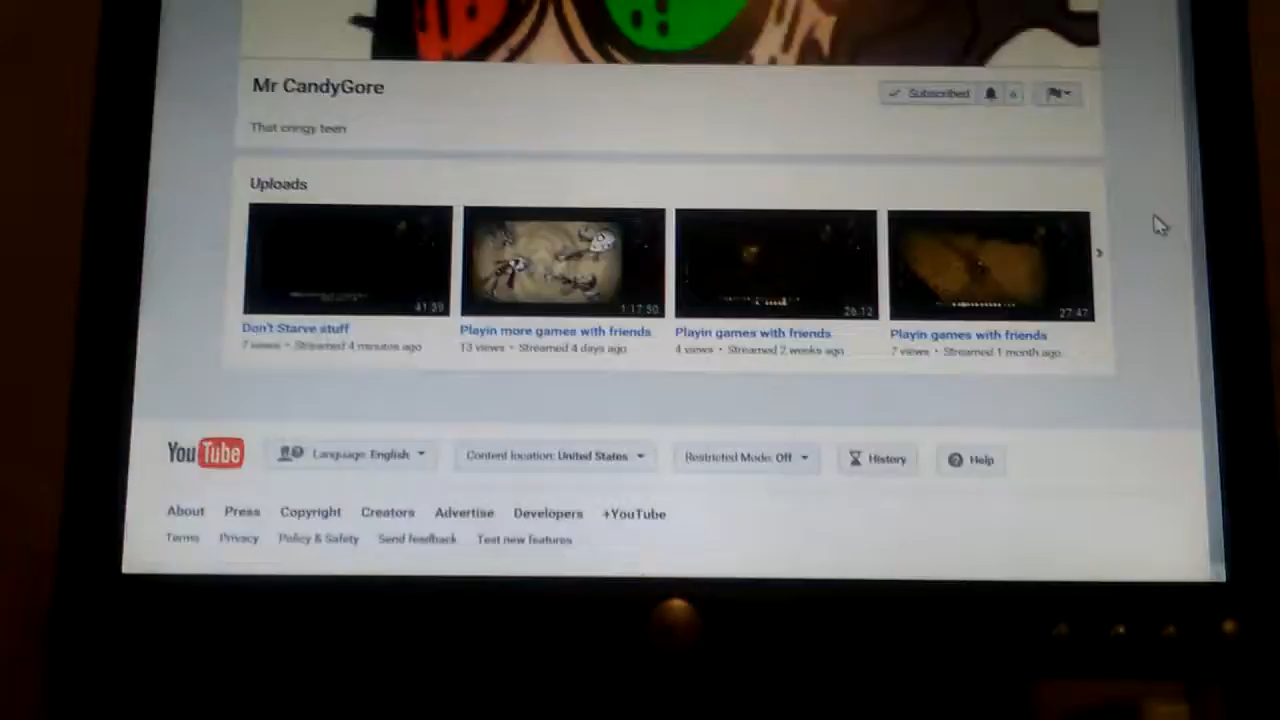 Mr CandyGore
Subscribed 6
That cringy teen
Uploads
41:39 1:17:50 26:12 27:47
Don't Starve stuff Playin more games with friends Playin games with friends Playin games with friends
7 views • Streamed 4 minutes ago 13 views • Streamed 4 days ago 4 views • Streamed 2 weeks ago 7 views • Streamed 1 month ago
YouTube Language: English Content location: United States Restricted Mode: Off History Help
About Press Copyright Creators Advertise Developers +YouTube
Terms Privacy Policy & Safety Send feedback Test new features